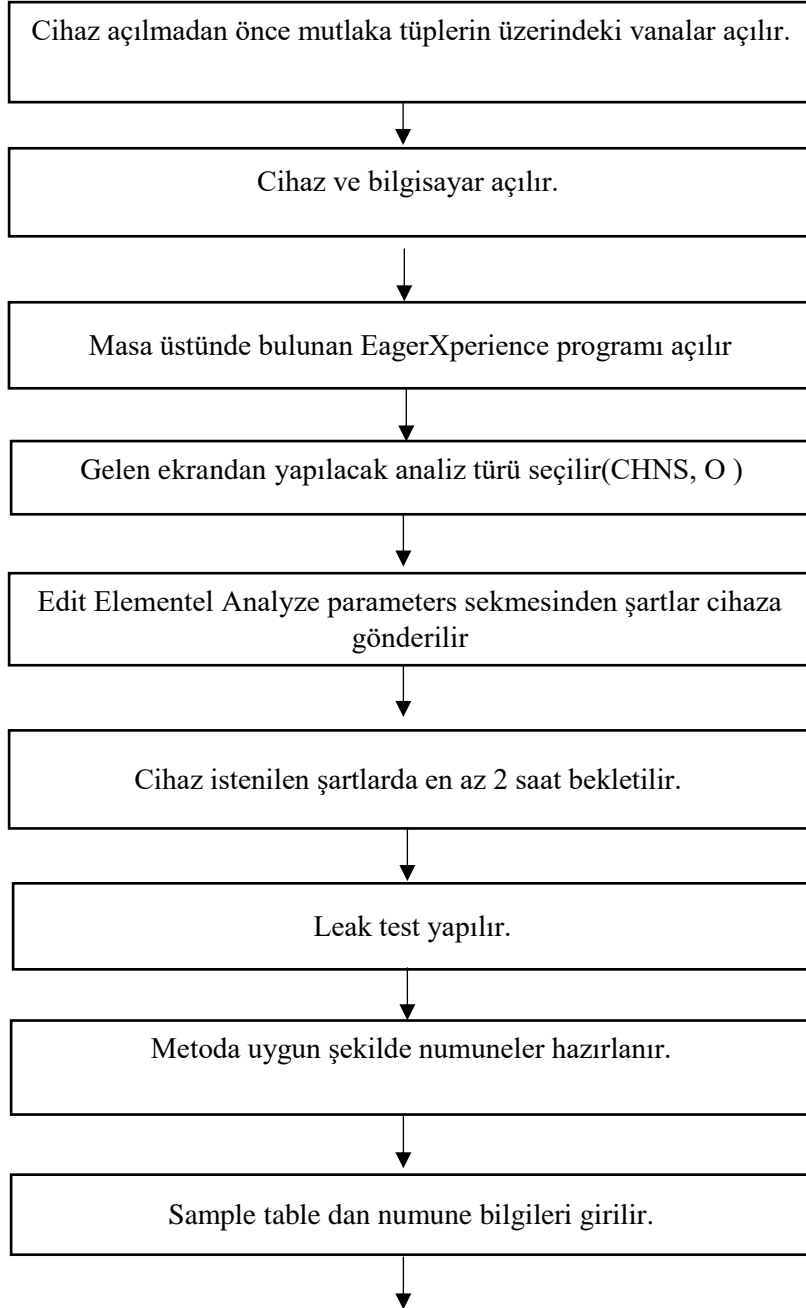 Cihaz açılmadan önce mutlaka tüplerin üzerindeki vanalar açılır.
Cihaz ve bilgisayar açılır.
Masa üstünde bulunan EagerXperience programı açılır
Gelen ekrandan yapılacak analiz türü seçilir(CHNS, O )
Edit Elementel Analyze parameters sekmesinden şartlar cihaza
gönderilir
Cihaz istenilen şartlarda en az 2 saat bekletilir.
Leak test yapılır.
Metoda uygun şekilde numuneler hazırlanır.
Sample table dan numune bilgileri girilir.